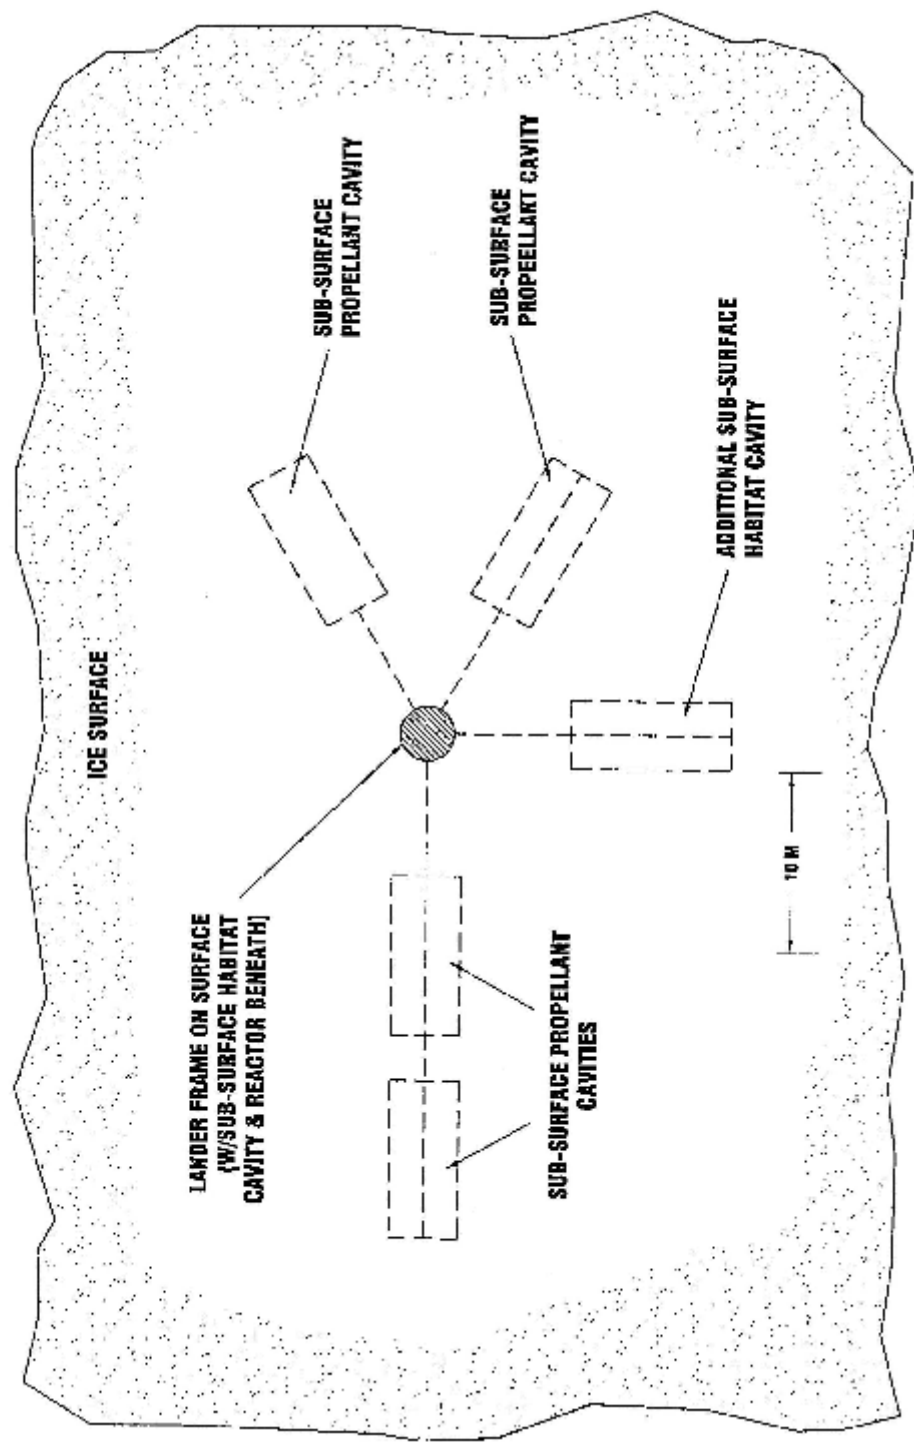 ICE SURFACE
LANDER FRAME ON SURFACE
(W/SUB-SURFACE HABITAT
CAVITY & REACTOR BENEATH)
SUB-SURFACE
PROPELLANT CAVITY
SUB-SURFACE
PROPEELLANT CAVITY
SUB-SURFACE PROPELLANT
CAVITIES
10 M
ADDITIONAL SUB-SURFACE
HABITAT CAVITY